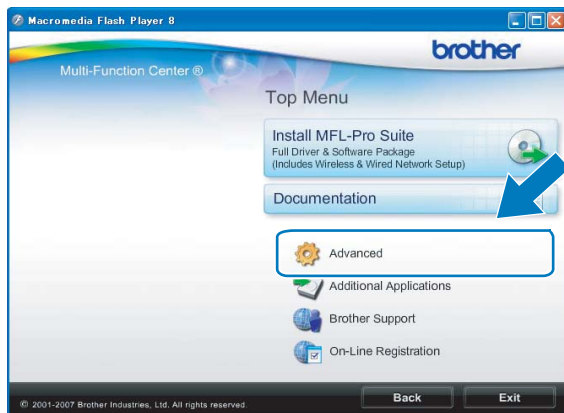 Macromedia Flash Player 8
brother
Multi-Function Center ®
Top Menu
Install MFL-Pro Suite
Full Driver & Software Package
(Includes Wireless & Wired Network Setup)
Documentation
Advanced
Additional Applications
Brother Support
On-Line Registration
© 2001-2007 Brother Industries, Ltd. All rights reserved.
Back
Exit